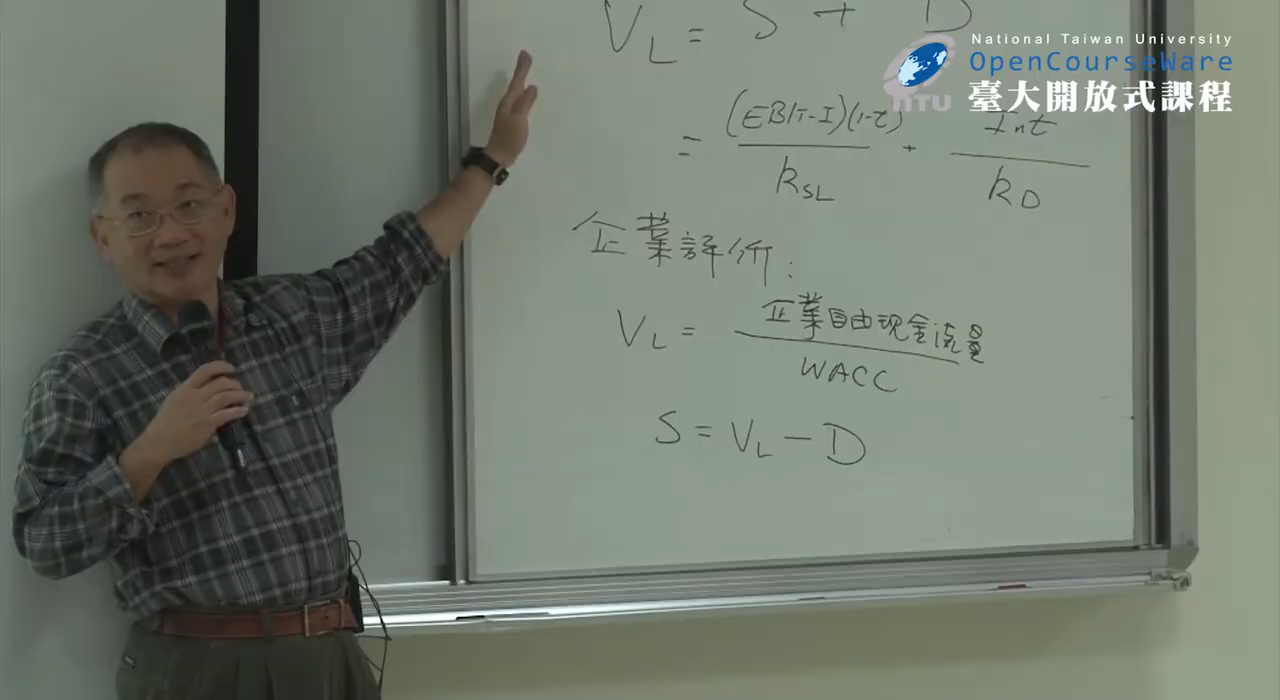 V_L = S + D
National Taiwan University
OpenCourseWare
NTU 臺大開放式課程
= (EBIT-I)(1-t) / k_SL + Int / k_D
企業評價:
V_L = 企業自由現金流量 / WACC
S = V_L - D